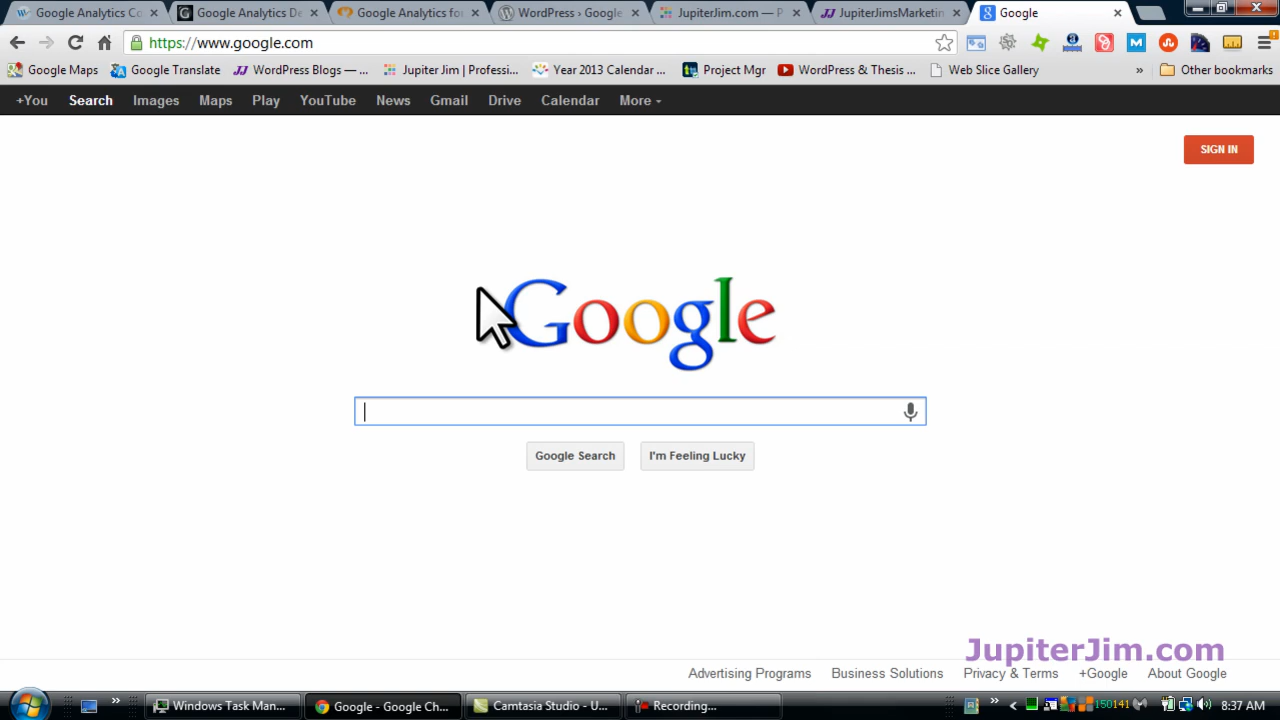 Google Analytics Co
Google Analytics De
Google Analytics for
WordPress › Google
JupiterJim.com — P
JupiterJimsMarketin
Google
https://www.google.com
Google Maps
Google Translate
WordPress Blogs — ...
Jupiter Jim | Professi...
Year 2013 Calendar ...
Project Mgr
WordPress & Thesis ...
Web Slice Gallery
»
Other bookmarks
+You
Search
Images
Maps
Play
YouTube
News
Gmail
Drive
Calendar
More
SIGN IN
Google
Google Search
I'm Feeling Lucky
JupiterJim.com
Advertising Programs
Business Solutions
Privacy & Terms
+Google
About Google
Windows Task Man...
Google - Google Ch...
Camtasia Studio - U...
Recording...
150141
8:37 AM